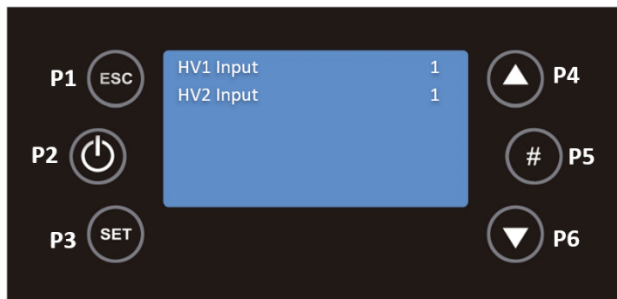 P1 ESC
HV1 Input 1
HV2 Input 1
P4
P2
# P5
P3 SET
P6